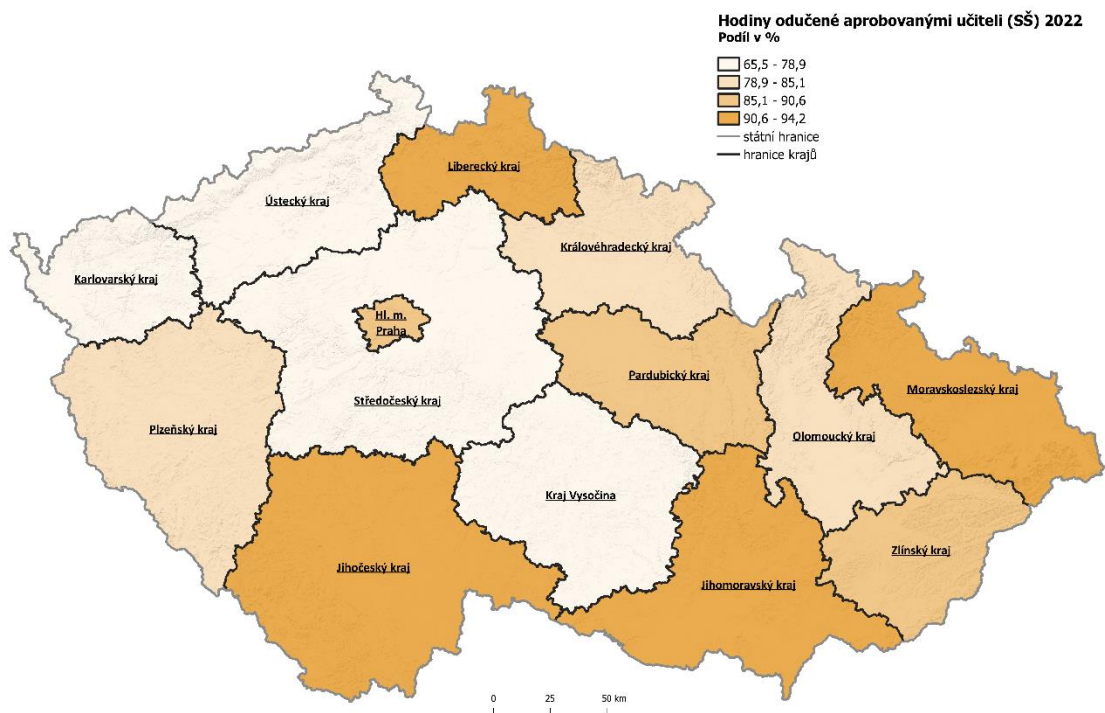 Hodiny odučené aprobovanými učiteli (SŠ) 2022
Podíl v %
65,5 - 78,9
78,9 - 85,1
85,1 - 90,6
90,6 - 94,2
státní hranice
hranice krajů
Liberecký kraj
Ústecký kraj
Královéhradecký kraj
Karlovarský kraj
Hl. m.
Praha
Pardubický kraj
Moravskoslezský kraj
Středočeský kraj
Plzeňský kraj
Olomoucký kraj
Kraj Vysočina
Zlínský kraj
Jihočeský kraj
Jihomoravský kraj
0 25 50 km